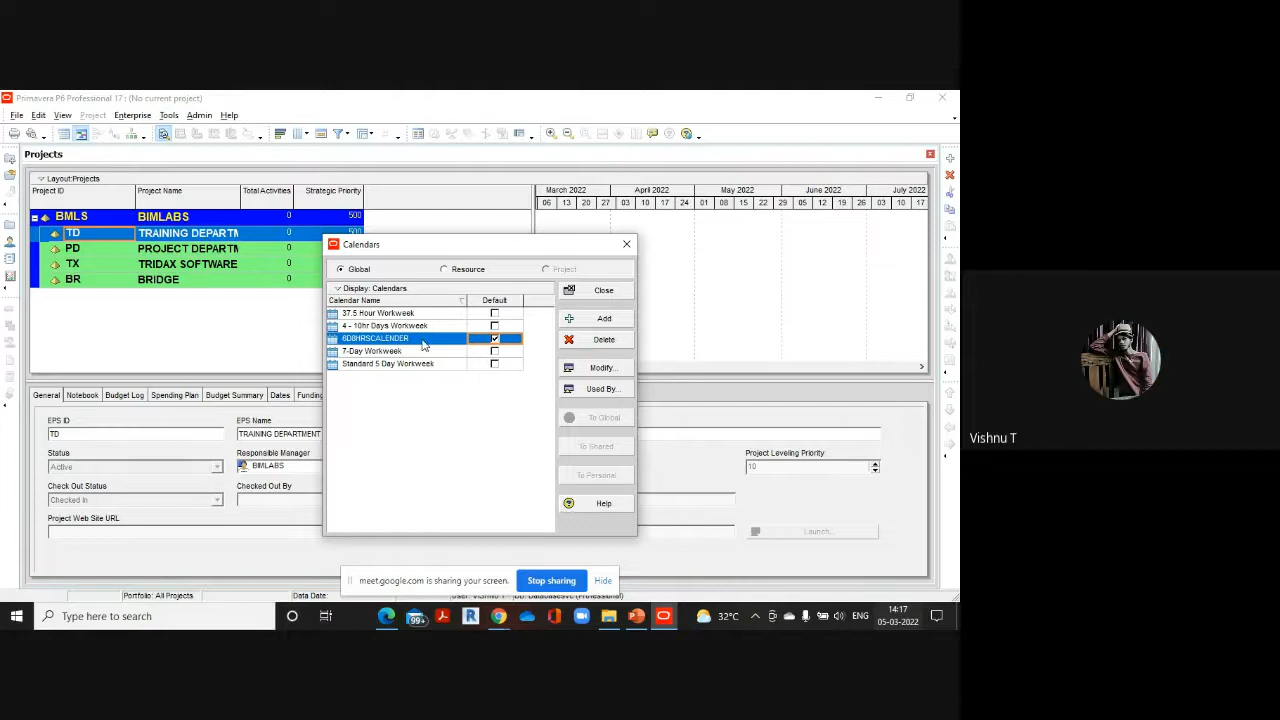 Primavera P6 Professional 17 : (No current project)
File Edit View Project Enterprise Tools Admin Help
Projects
Layout:Projects
Project ID Project Name Total Activities Strategic Priority
March 2022 April 2022 May 2022 June 2022 July 2022
06 13 20 27 03 10 17 24 01 08 15 22 29 05 12 19 26 03 10 17
BMLS BIMLABS 0 500
TD TRAINING DEPARTM 0 500
PD PROJECT DEPARTM 0
TX TRIDAX SOFTWARE 0
BR BRIDGE 0
Calendars
Global Resource Project
Display: Calendars
Calendar Name Default
37.5 Hour Workweek
4 - 10hr Days Workweek
6D8HRSCALENDER
7-Day Workweek
Standard 5 Day Workweek
Close
Add
Delete
Modify...
Used By...
To Global
To Shared
To Personal
Help
General Notebook Budget Log Spending Plan Budget Summary Dates Funding
EPS ID EPS Name
TD TRAINING DEPARTMENT
Status Responsible Manager Project Leveling Priority
Active BIMLABS 10
Check Out Status Checked Out By
Checked In
Project Web Site URL
Launch...
meet.google.com is sharing your screen. Stop sharing Hide
Portfolio: All Projects Data Date:
Type here to search
99+
32°C
ENG
14:17
05-03-2022
Vishnu T